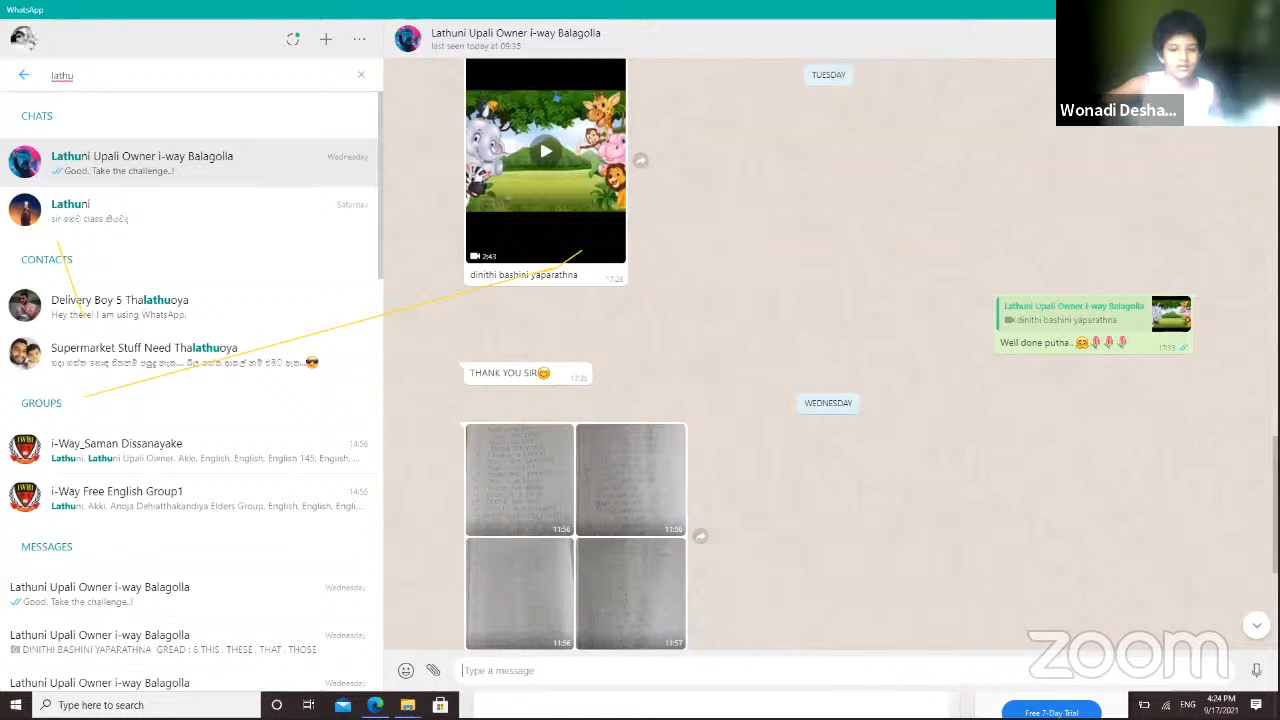 WhatsApp
lathu
CHATS
Lathuni Upali Owner i-way Balagolla
Wednesday
Good. Take the challenge..!
Lathuni
Saturday
sir හෙට class තියෙද
CONTACTS
Delivery Boy 5 Thalathuoya
Hey there! I am using WhatsApp.
Supermarket Stuff Need Thalathuoya
GROUPS
i-Way_Saman Dissanayake
14:56
Lathuni, Lathuni Upali Owner, Akki, English, English, English 145, English, ...
i-Way Free English Group1
14:56
Lathuni, Akki, Anoja Dehiatthakandiya Elders Group, English, English, Engli...
MESSAGES
Lathuni Upali Owner i-way Balagolla
Wednesday
Good. Take the challenge..!
Lathuni Upali Owner i-way Balagolla
Wednesday
DINITHI BASHINI YAPARATHNA GREAD : 6 THIS , THESE , THAT , THOSE
Lathuni Upali Owner i-way Balagolla
Wednesday
Lathuni Upali Owner i-way Balagolla
last seen today at 09:35
TUESDAY
2:43
dinithi bashini yaparathna
17:28
Lathuni Upali Owner i-way Balagolla
dinithi bashini yaparathna
Well done putha.. 🤗🌷🌷🌷
17:33
THANK YOU SIR😊
17:35
WEDNESDAY
11:56
11:56
11:56
11:57
Type a message
Wonadi Desha...
zoom
Type here to search
Free 7-Day Trial
ENG
4:24 PM
9/17/2021